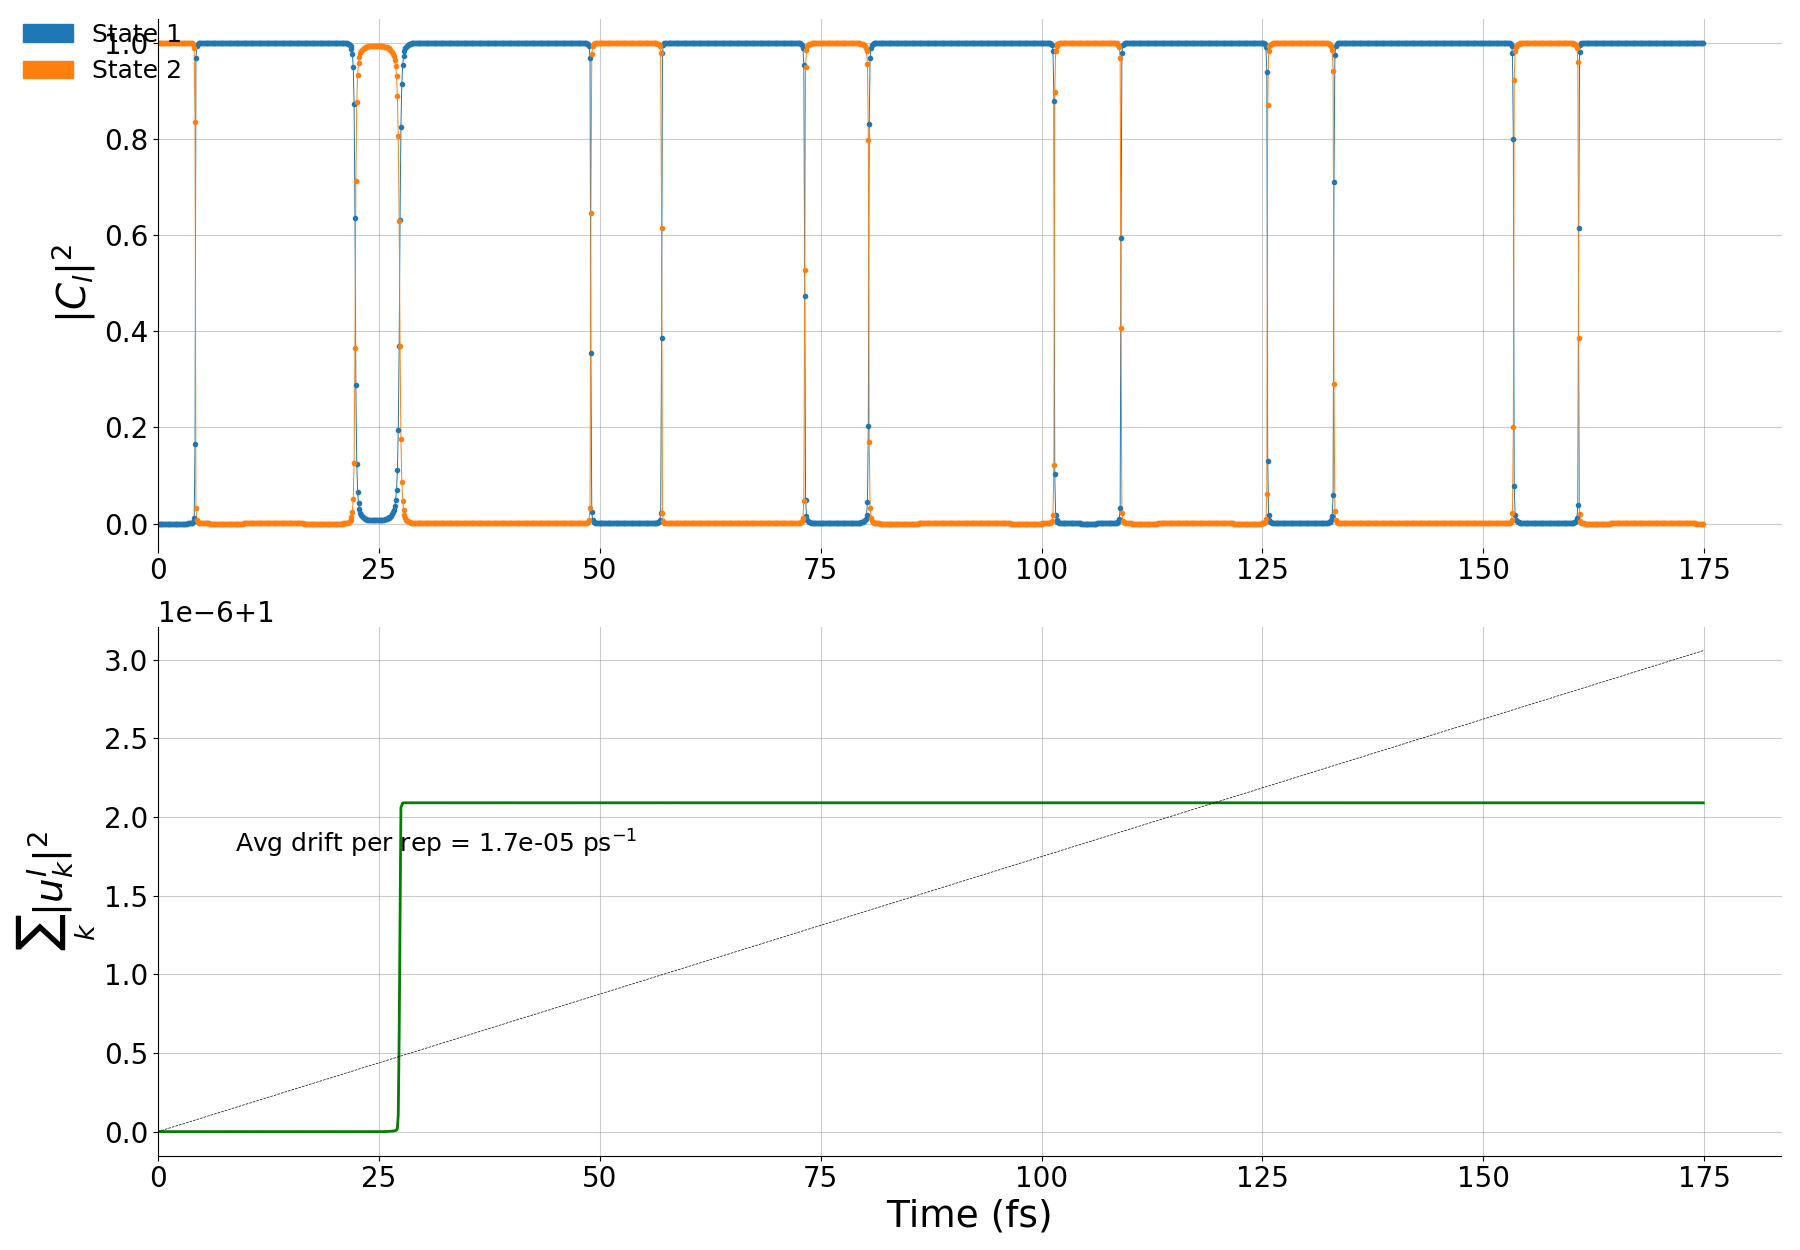 State 1
State 2
1.0
0.8
0.6
0.4
0.2
0.0
|C_l|^2
0 25 50 75 100 125 150 175
1e−6+1
3.0
2.5
2.0
1.5
1.0
0.5
0.0
Avg drift per rep = 1.7e-05 ps^{−1}
∑_k |u_k^l|^2
0 25 50 75 100 125 150 175
Time (fs)